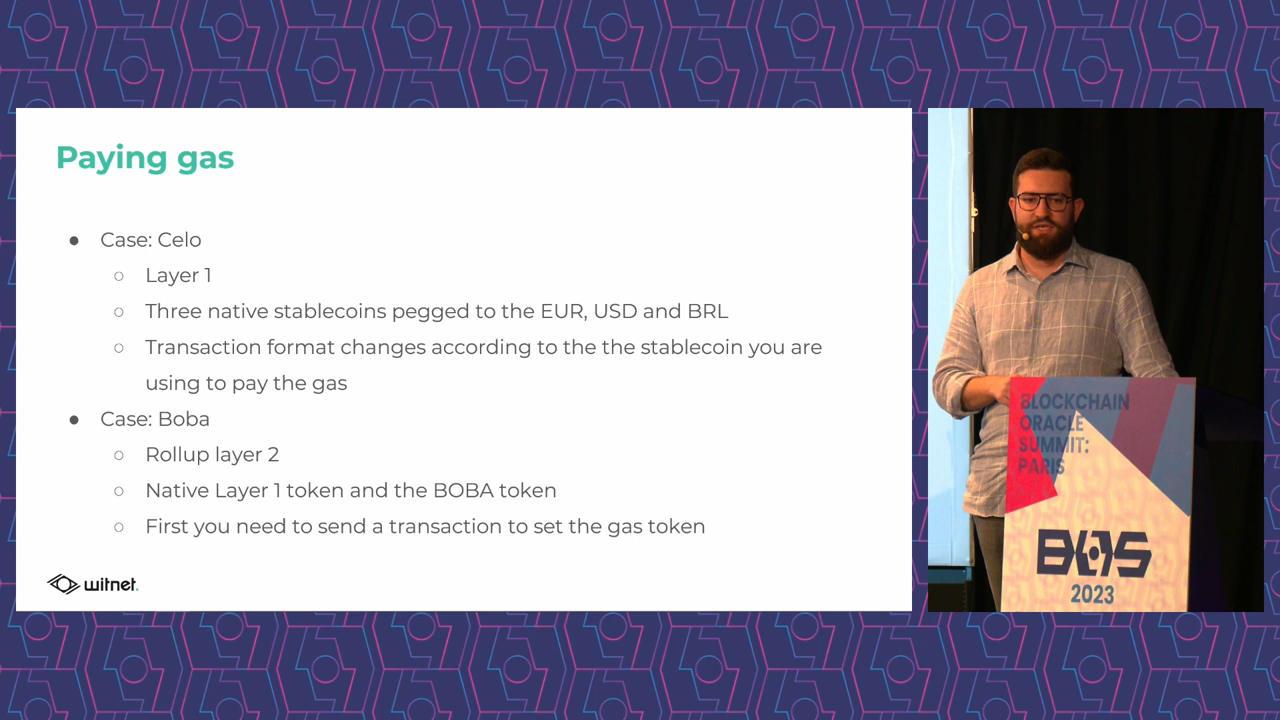 Paying gas
● Case: Celo
○ Layer 1
○ Three native stablecoins pegged to the EUR, USD and BRL
○ Transaction format changes according to the the stablecoin you are
using to pay the gas
● Case: Boba
○ Rollup layer 2
○ Native Layer 1 token and the BOBA token
○ First you need to send a transaction to set the gas token
witnet.
BLOCKCHAIN
ORACLE
SUMMIT:
PARIS
BOS
2023